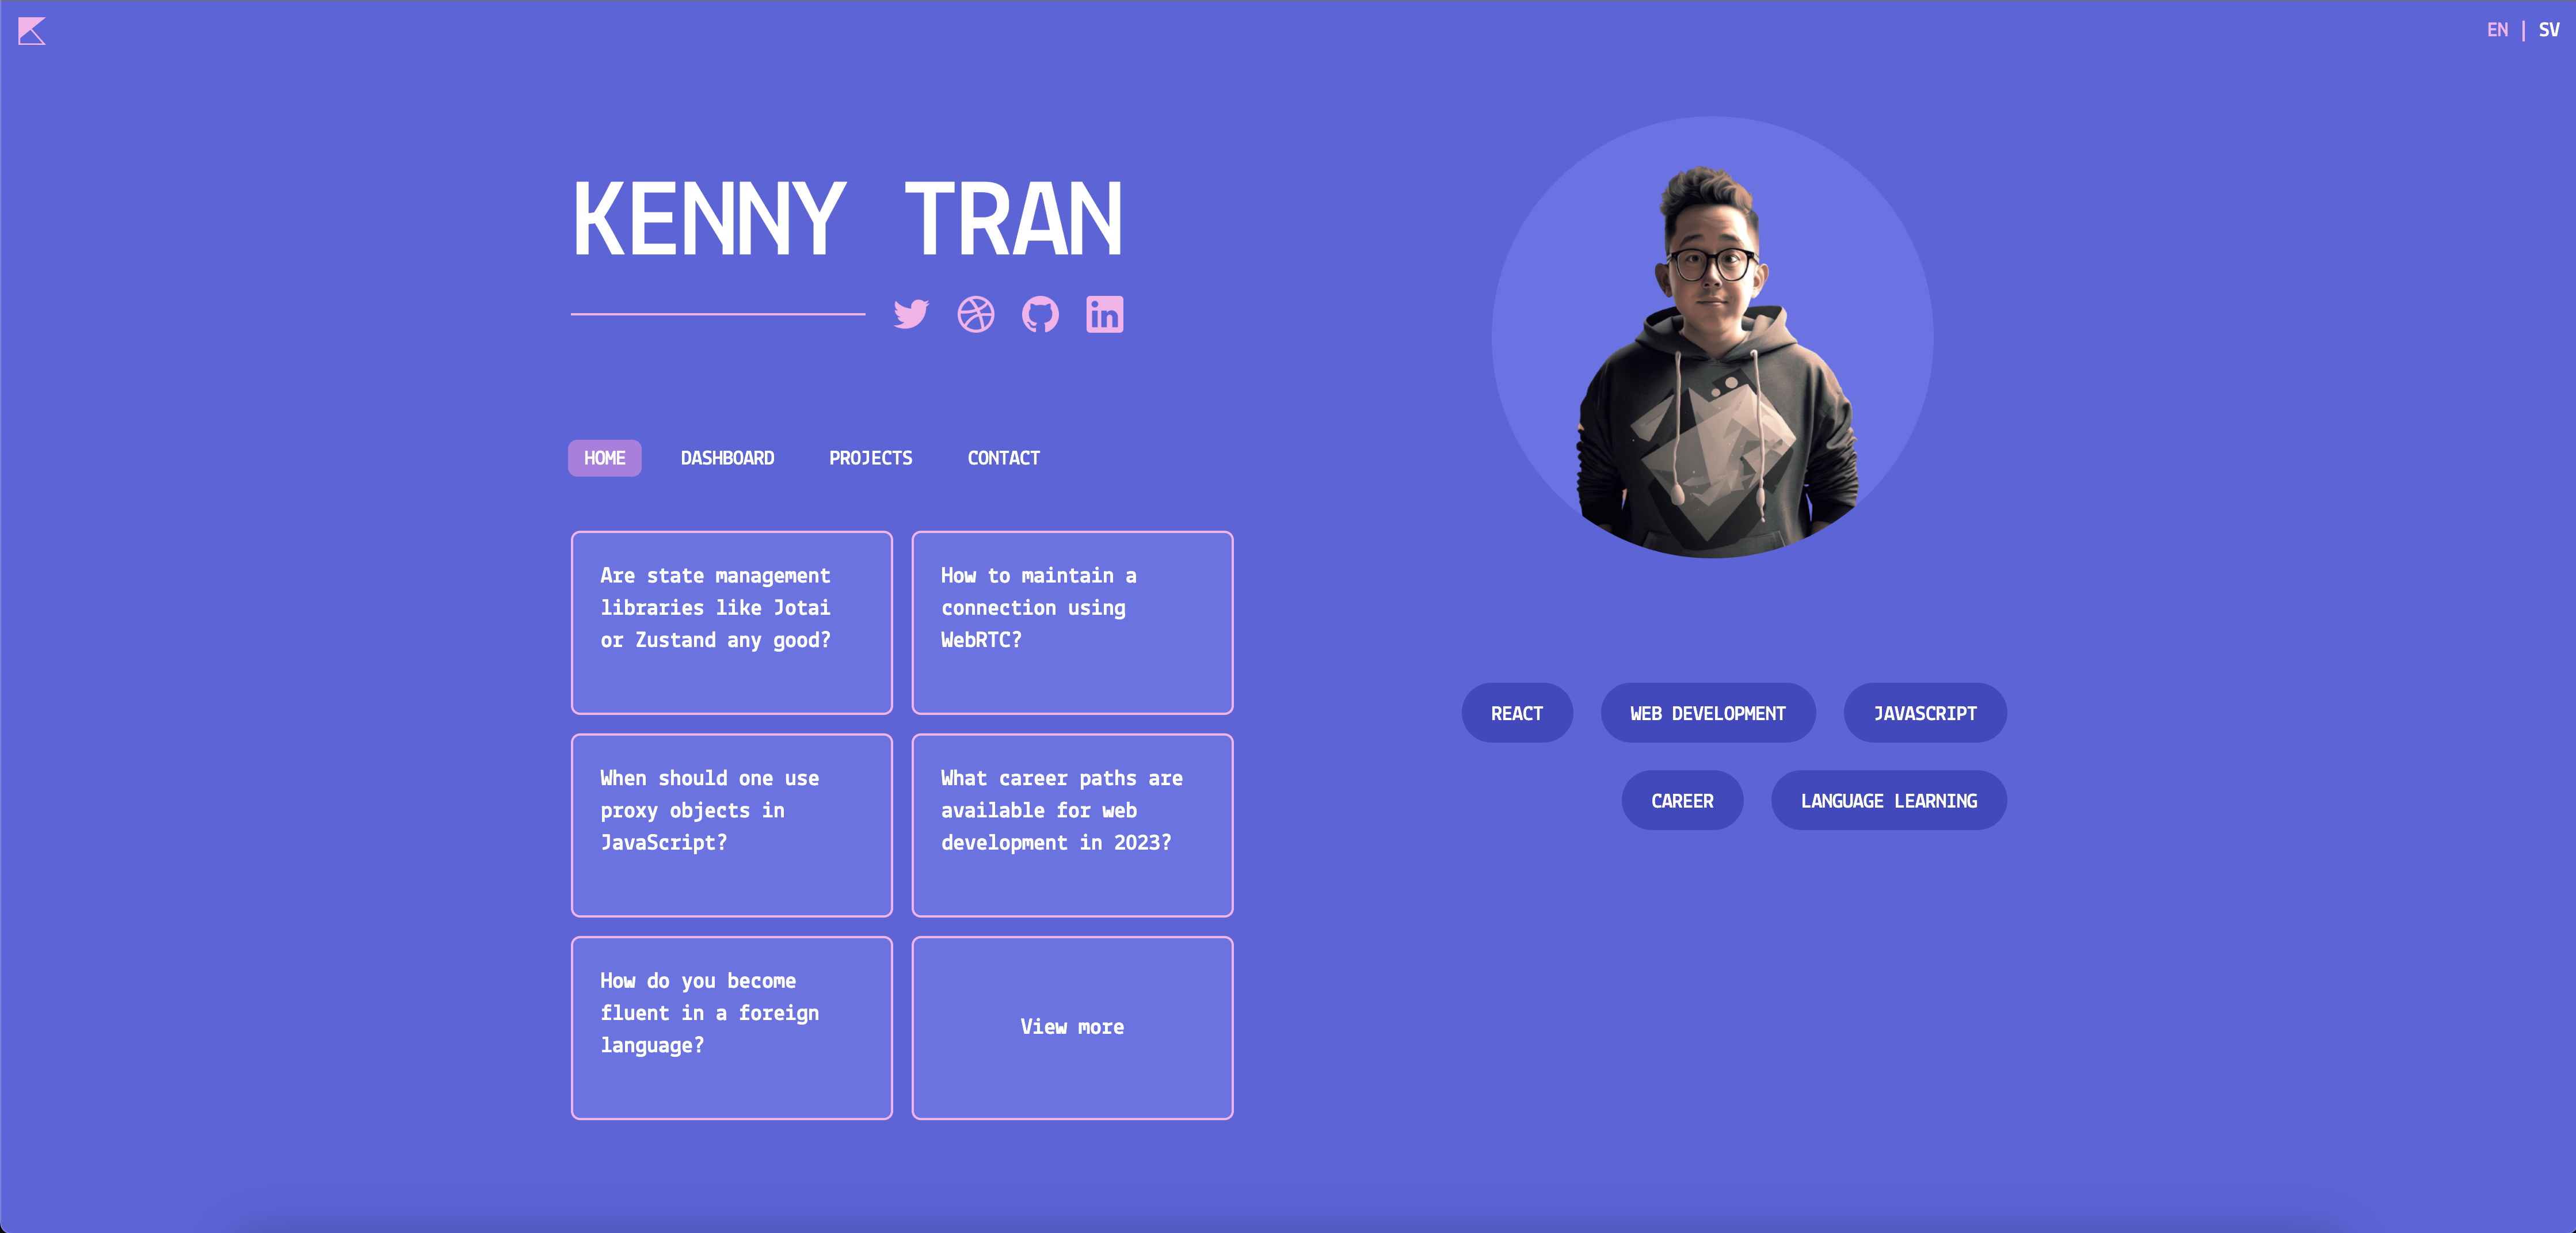 EN | SV
KENNY TRAN
HOME DASHBOARD PROJECTS CONTACT
Are state management
libraries like Jotai
or Zustand any good?
How to maintain a
connection using
WebRTC?
When should one use
proxy objects in
JavaScript?
What career paths are
available for web
development in 2023?
How do you become
fluent in a foreign
language?
View more
REACT WEB DEVELOPMENT JAVASCRIPT
CAREER LANGUAGE LEARNING